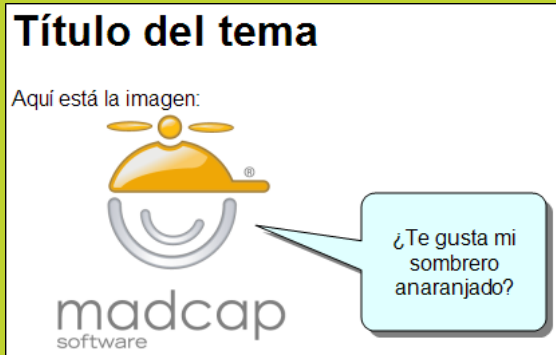 Título del tema
Aquí está la imagen:
®
madcap
software
¿Te gusta mi
sombrero
anaranjado?